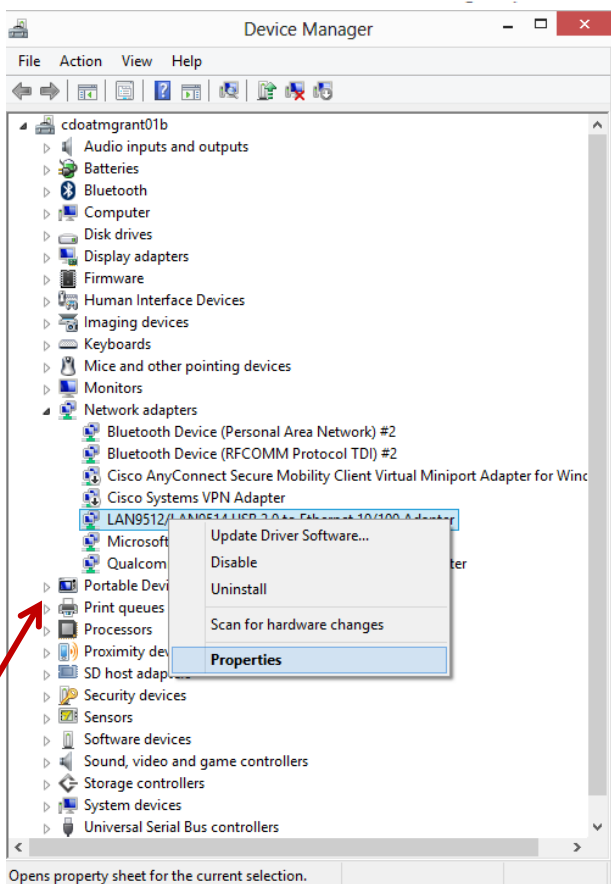 Device Manager
File Action View Help
cdoatmgrant01b
Audio inputs and outputs
Batteries
Bluetooth
Computer
Disk drives
Display adapters
Firmware
Human Interface Devices
Imaging devices
Keyboards
Mice and other pointing devices
Monitors
Network adapters
Bluetooth Device (Personal Area Network) #2
Bluetooth Device (RFCOMM Protocol TDI) #2
Cisco AnyConnect Secure Mobility Client Virtual Miniport Adapter for Winc
Cisco Systems VPN Adapter
LAN9512/LAN9514 USB 2.0 to Ethernet 10/100 Adapter
Microsoft
Qualcom ter
Portable Devi
Print queues
Processors
Proximity dev
SD host adapters
Security devices
Sensors
Software devices
Sound, video and game controllers
Storage controllers
System devices
Universal Serial Bus controllers
Update Driver Software...
Disable
Uninstall
Scan for hardware changes
Properties
Opens property sheet for the current selection.